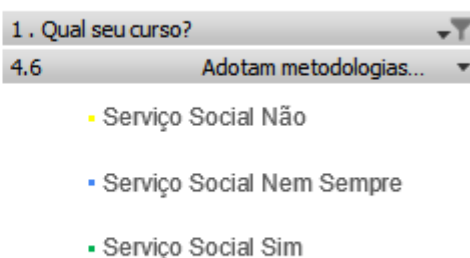 1 . Qual seu curso?
4.6 Adotam metodologias...
Serviço Social Não
Serviço Social Nem Sempre
Serviço Social Sim